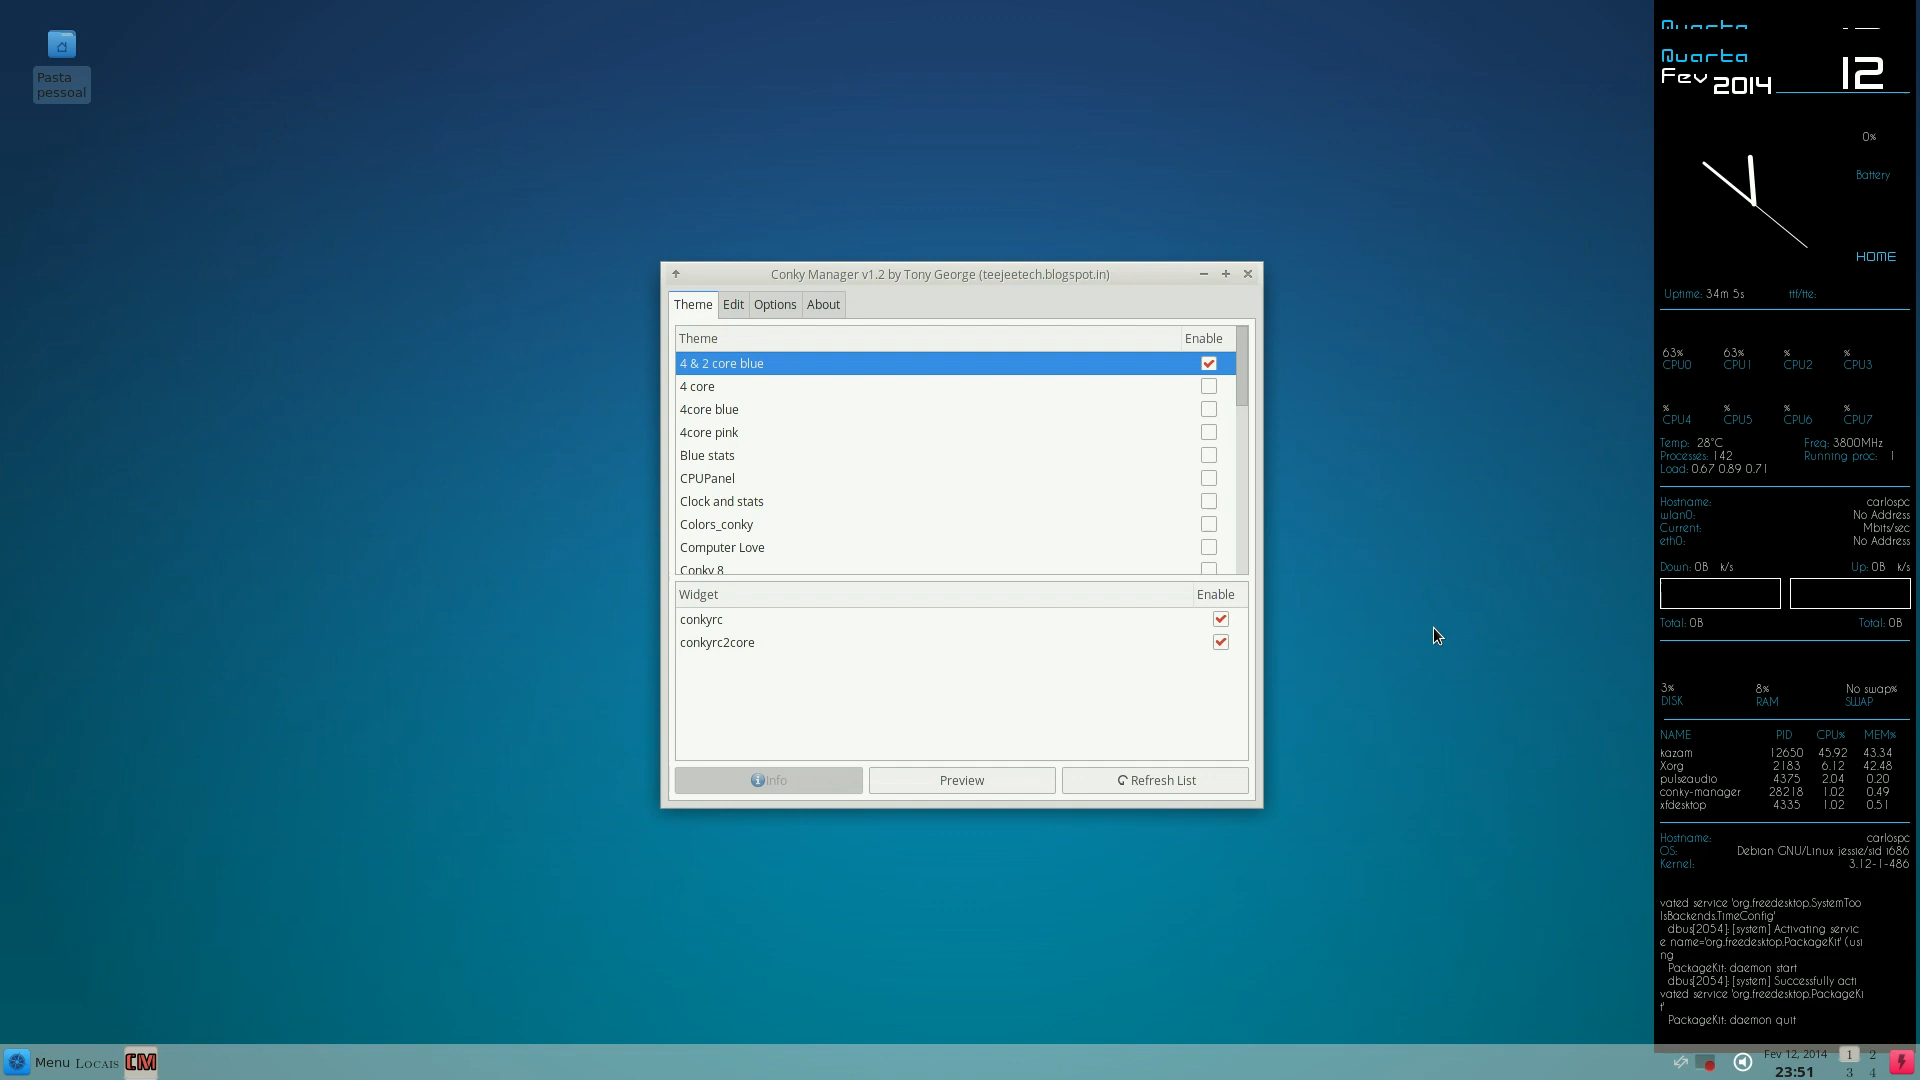 Pasta
pessoal
Conky Manager v1.2 by Tony George (teejeetech.blogspot.in)
Theme Edit Options About
Theme Enable
4 & 2 core blue
4 core
4core blue
4core pink
Blue stats
CPUPanel
Clock and stats
Colors_conky
Computer Love
Conky 8
Widget Enable
conkyrc
conkyrc2core
Info Preview Refresh List
Quarta
Quarta
Fev 2014 12
0%
Battery
HOME
Uptime: 34m 5s ttf/tte:
63% 63% % %
CPU0 CPU1 CPU2 CPU3
% % % %
CPU4 CPU5 CPU6 CPU7
Temp: 28°C Freq: 3800MHz
Processes: 142 Running proc: 1
Load: 0.67 0.89 0.71
Hostname: carlospc
wlan0: No Address
Current: Mbits/sec
eth0: No Address
Down: 0B k/s Up: 0B k/s
Total: 0B Total: 0B
3% 8% No swap%
DISK RAM SWAP
NAME PID CPU% MEM%
kazam 12650 45.92 43.34
Xorg 2183 6.12 42.48
pulseaudio 4375 2.04 0.20
conky-manager 28218 1.02 0.49
xfdesktop 4335 1.02 0.51
Hostname: carlospc
OS: Debian GNU/Linux jessie/sid i686
Kernel: 3.12-1-486
vated service 'org.freedesktop.SystemToo
lsBackends.TimeConfig'
dbus[2054]: [system] Activating servic
e name='org.freedesktop.PackageKit' (usi
ng
PackageKit: daemon start
dbus[2054]: [system] Successfully acti
vated service 'org.freedesktop.PackageKi
t'
PackageKit: daemon quit
Menu Locais CM
Fev 12, 2014
23:51
1 2
3 4